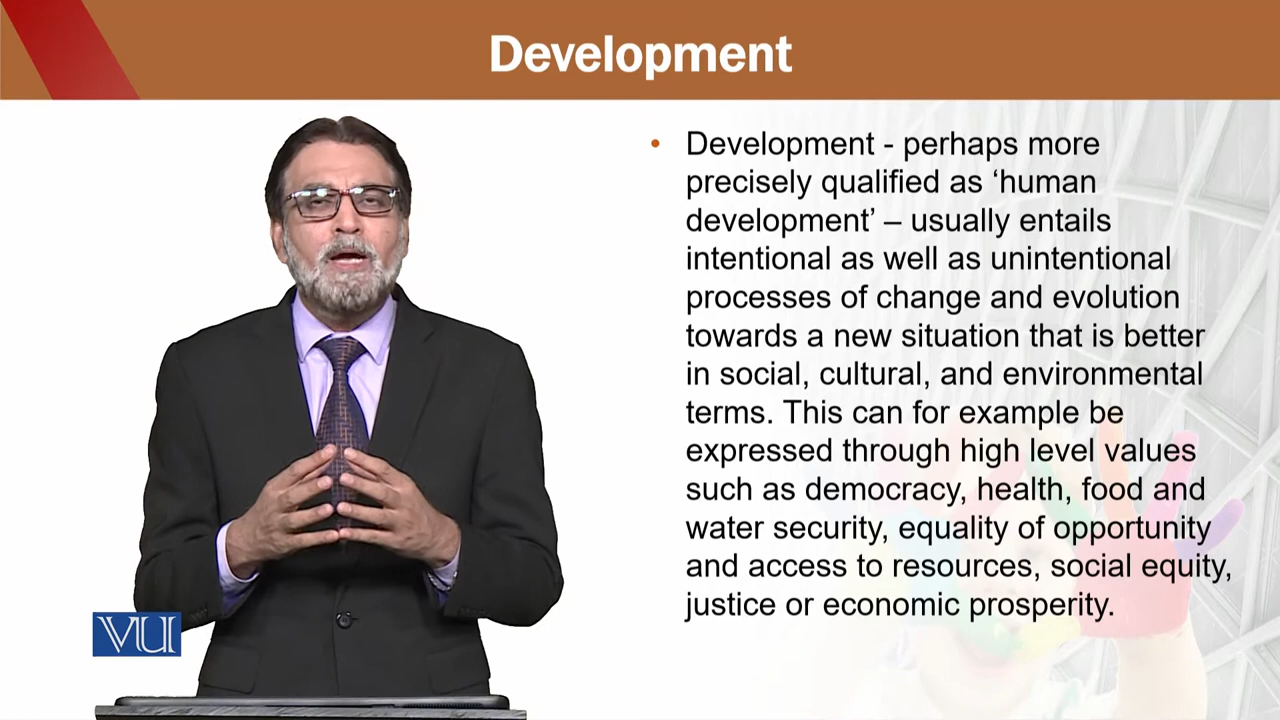 Development
• Development - perhaps more
precisely qualified as ‘human
development’ – usually entails
intentional as well as unintentional
processes of change and evolution
towards a new situation that is better
in social, cultural, and environmental
terms. This can for example be
expressed through high level values
such as democracy, health, food and
water security, equality of opportunity
and access to resources, social equity,
justice or economic prosperity.
VU